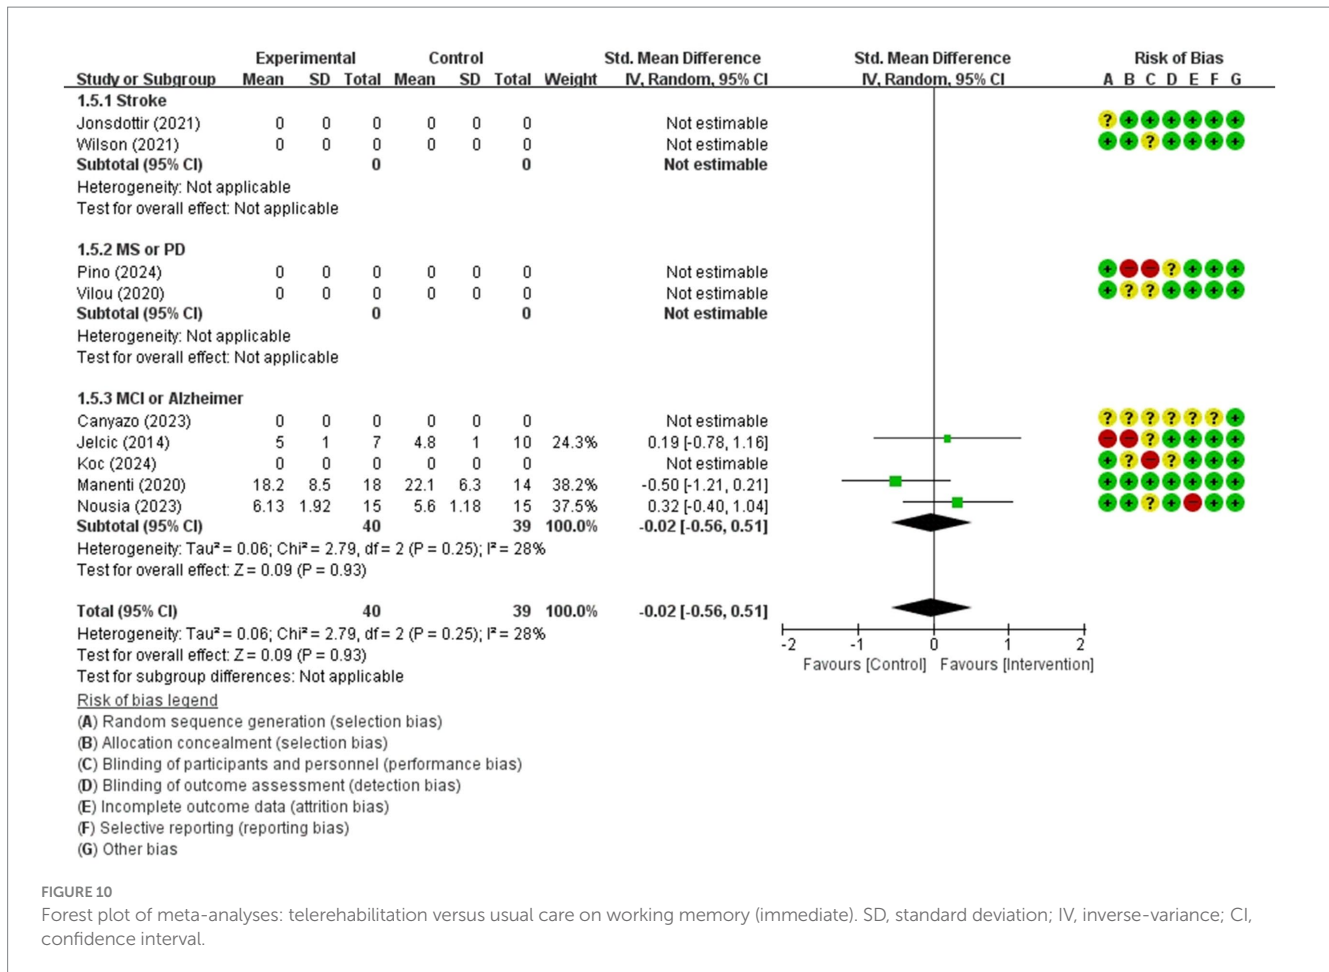 Experimental Control Std. Mean Difference Std. Mean Difference Risk of Bias
Study or Subgroup Mean SD Total Mean SD Total Weight IV, Random, 95% CI IV, Random, 95% CI A B C D E F G
1.5.1 Stroke
Jonsdottir (2021) 0 0 0 0 0 0 Not estimable ? + + + + + +
Wilson (2021) 0 0 0 0 0 0 Not estimable + + ? + + + +
Subtotal (95% CI) 0 0 Not estimable
Heterogeneity: Not applicable
Test for overall effect: Not applicable
1.5.2 MS or PD
Pino (2024) 0 0 0 0 0 0 Not estimable + − − ? + + +
Vilou (2020) 0 0 0 0 0 0 Not estimable + ? ? + + + +
Subtotal (95% CI) 0 0 Not estimable
Heterogeneity: Not applicable
Test for overall effect: Not applicable
1.5.3 MCI or Alzheimer
Canyazo (2023) 0 0 0 0 0 0 Not estimable ? ? ? ? ? ? +
Jelcic (2014) 5 1 7 4.8 1 10 24.3% 0.19 [-0.78, 1.16] − − ? + + + +
Koc (2024) 0 0 0 0 0 0 Not estimable + ? − ? + + +
Manenti (2020) 18.2 8.5 18 22.1 6.3 14 38.2% -0.50 [-1.21, 0.21] + + + + + + +
Nousia (2023) 6.13 1.92 15 5.6 1.18 15 37.5% 0.32 [-0.40, 1.04] + + ? + − + +
Subtotal (95% CI) 40 39 100.0% -0.02 [-0.56, 0.51]
Heterogeneity: Tau² = 0.06; Chi² = 2.79, df = 2 (P = 0.25); I² = 28%
Test for overall effect: Z = 0.09 (P = 0.93)
Total (95% CI) 40 39 100.0% -0.02 [-0.56, 0.51]
Heterogeneity: Tau² = 0.06; Chi² = 2.79, df = 2 (P = 0.25); I² = 28%
Test for overall effect: Z = 0.09 (P = 0.93)
Test for subgroup differences: Not applicable
-2 -1 0 1 2
Favours [Control] Favours [Intervention]
Risk of bias legend
(A) Random sequence generation (selection bias)
(B) Allocation concealment (selection bias)
(C) Blinding of participants and personnel (performance bias)
(D) Blinding of outcome assessment (detection bias)
(E) Incomplete outcome data (attrition bias)
(F) Selective reporting (reporting bias)
(G) Other bias
FIGURE 10
Forest plot of meta-analyses: telerehabilitation versus usual care on working memory (immediate). SD, standard deviation; IV, inverse-variance; CI,
confidence interval.